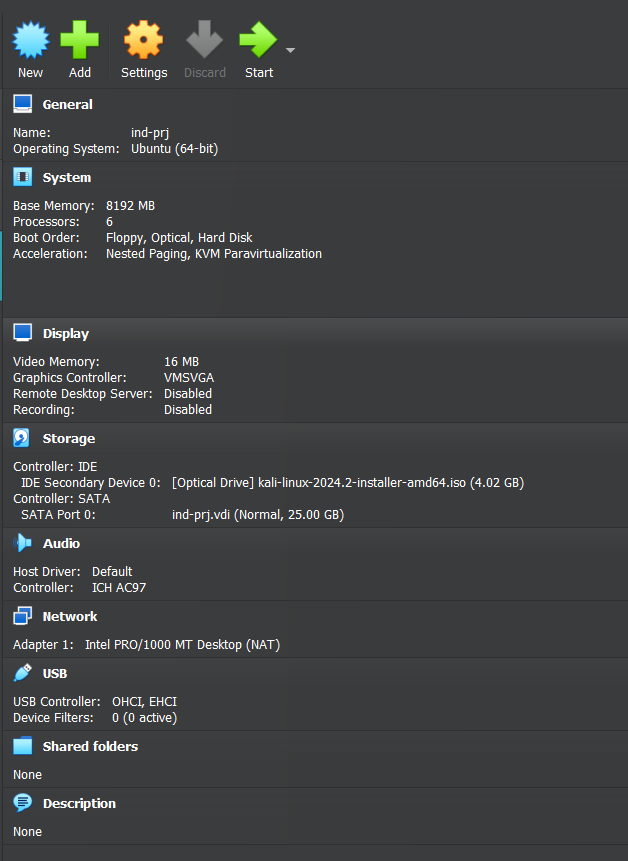 New Add Settings Discard Start
General
Name: ind-prj
Operating System: Ubuntu (64-bit)
System
Base Memory: 8192 MB
Processors: 6
Boot Order: Floppy, Optical, Hard Disk
Acceleration: Nested Paging, KVM Paravirtualization
Display
Video Memory: 16 MB
Graphics Controller: VMSVGA
Remote Desktop Server: Disabled
Recording: Disabled
Storage
Controller: IDE
IDE Secondary Device 0: [Optical Drive] kali-linux-2024.2-installer-amd64.iso (4.02 GB)
Controller: SATA
SATA Port 0: ind-prj.vdi (Normal, 25.00 GB)
Audio
Host Driver: Default
Controller: ICH AC97
Network
Adapter 1: Intel PRO/1000 MT Desktop (NAT)
USB
USB Controller: OHCI, EHCI
Device Filters: 0 (0 active)
Shared folders
None
Description
None